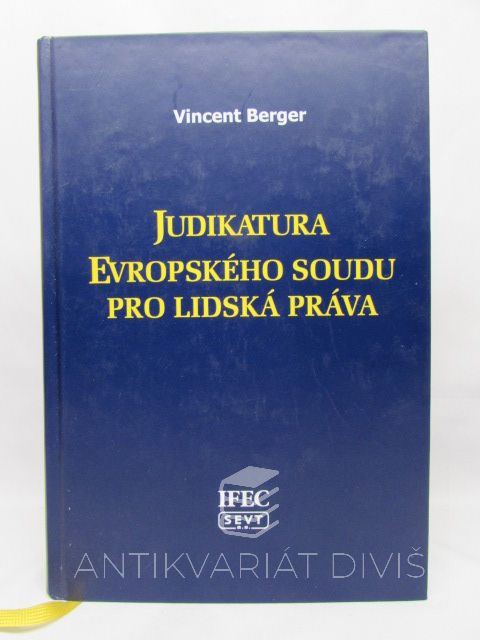 Vincent Berger
JUDIKATURA
EVROPSKÉHO SOUDU
PRO LIDSKÁ PRÁVA
IFEC
SEVT
a.s.
ANTIKVARIÁT DIVIŠ